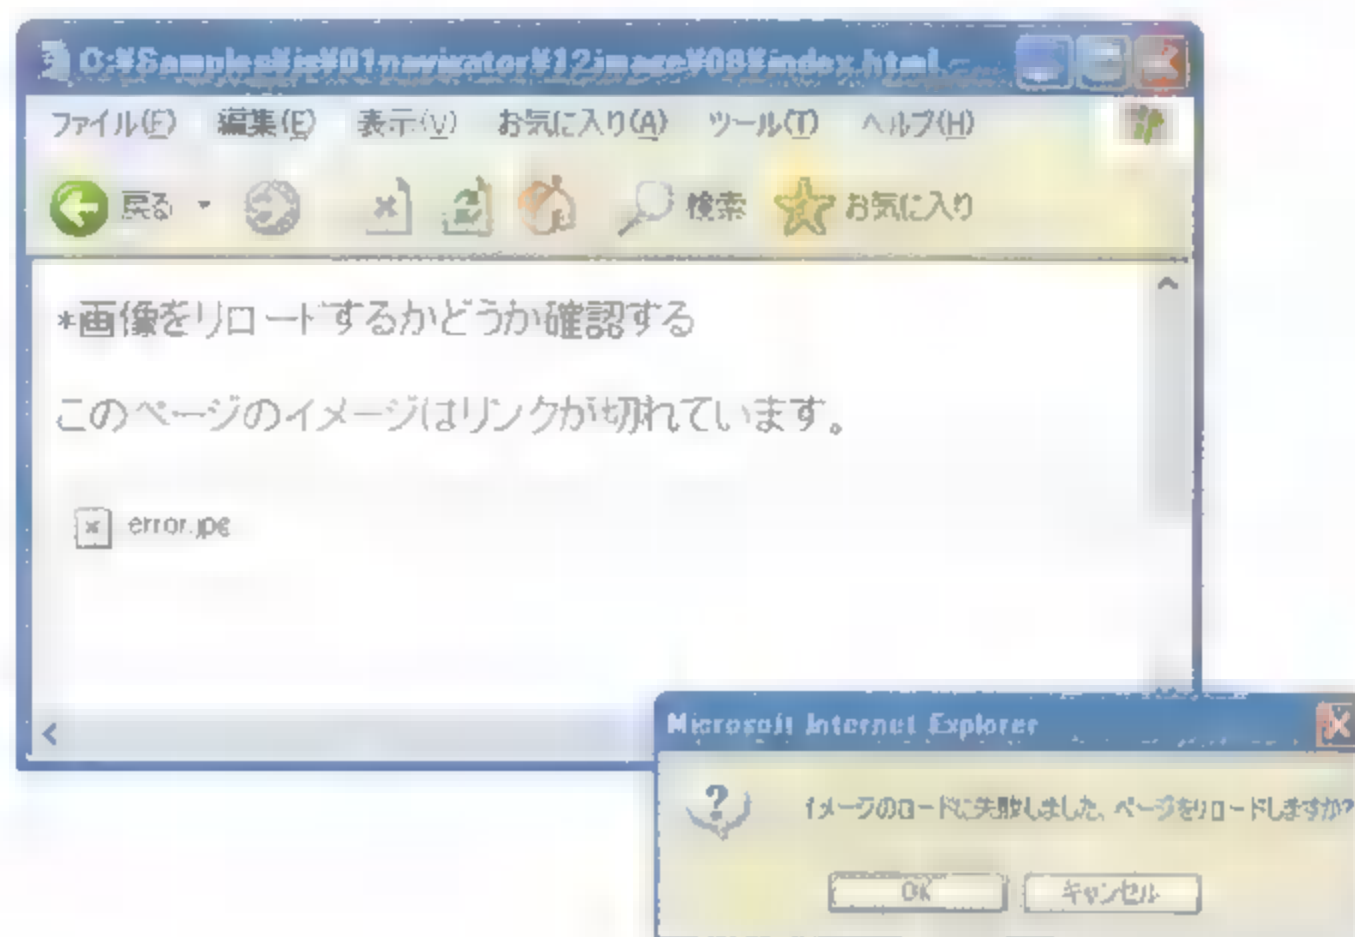 C:¥Samples¥js¥01navigator¥12image¥08¥index.html
ファイル(F) 編集(E) 表示(V) お気に入り(A) ツール(T) ヘルプ(H)
戻る 検索 お気に入り
*画像をリロードするかどうか確認する
このページのイメージはリンクが切れています。
error.jpg
Microsoft Internet Explorer
イメージのロードに失敗しました、ページをリロードしますか?
OK キャンセル